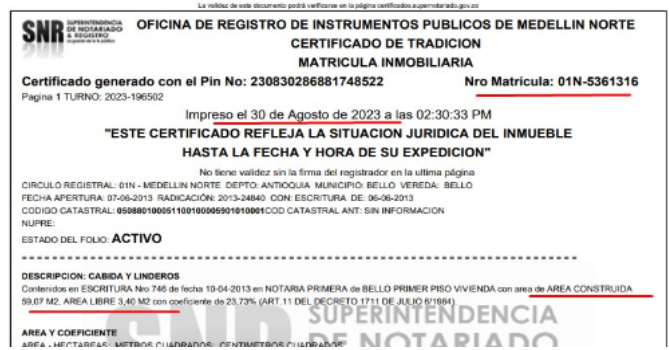 La validez de este documento podrá verificarse en la página certificados.supernotariado.gov.co
SNR SUPERINTENDENCIA DE NOTARIADO & REGISTRO
OFICINA DE REGISTRO DE INSTRUMENTOS PUBLICOS DE MEDELLIN NORTE
CERTIFICADO DE TRADICION
MATRICULA INMOBILIARIA
Certificado generado con el Pin No: 230830286881748522 Nro Matrícula: 01N-5361316
Pagina 1 TURNO: 2023-196502
Impreso el 30 de Agosto de 2023 a las 02:30:33 PM
"ESTE CERTIFICADO REFLEJA LA SITUACION JURIDICA DEL INMUEBLE
HASTA LA FECHA Y HORA DE SU EXPEDICION"
No tiene validez sin la firma del registrador en la ultima página
CIRCULO REGISTRAL: 01N - MEDELLIN NORTE DEPTO: ANTIOQUIA MUNICIPIO: BELLO VEREDA: BELLO
FECHA APERTURA: 07-06-2013 RADICACIÓN: 2013-24840 CON: ESCRITURA DE: 06-06-2013
CODIGO CATASTRAL: 050880100051100100005901010001COD CATASTRAL ANT: SIN INFORMACION
NUPRE:
ESTADO DEL FOLIO: ACTIVO
DESCRIPCION: CABIDA Y LINDEROS
Contenidos en ESCRITURA Nro 746 de fecha 10-04-2013 en NOTARIA PRIMERA de BELLO PRIMER PISO VIVIENDA con area de AREA CONSTRUIDA
59,07 M2, AREA LIBRE 3,40 M2 con coeficiente de 23,73% (ART.11 DEL DECRETO 1711 DE JULIO 6/1984).
SNR SUPERINTENDENCIA
DE NOTARIADO
AREA Y COEFICIENTE
AREA - HECTAREAS: METROS CUADRADOS: CENTIMETROS CUADRADOS: